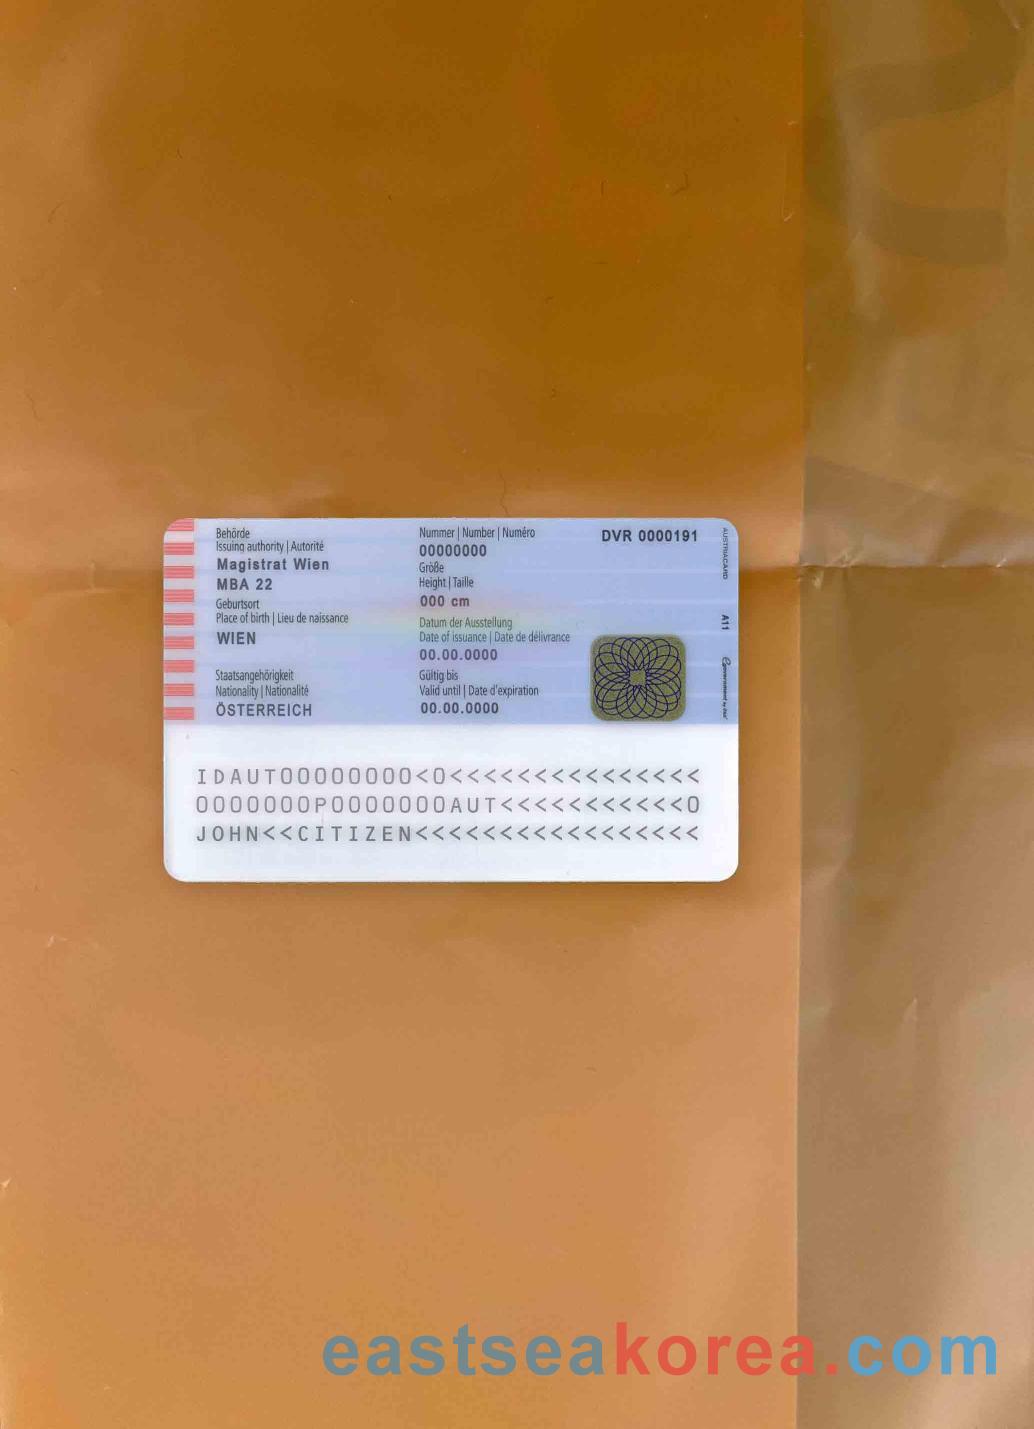 Behörde
Issuing authority | Autorité
Magistrat Wien
MBA 22
Geburtsort
Place of birth | Lieu de naissance
WIEN
Staatsangehörigkeit
Nationality | Nationalité
ÖSTERREICH
Nummer | Number | Numéro
00000000
Größe
Height | Taille
000 cm
Datum der Ausstellung
Date of issuance | Date de délivrance
00.00.0000
Gültig bis
Valid until | Date d'expiration
00.00.0000
DVR 0000191
AUSTRIACARD
A11
IDAUT00000000<0<<<<<<<<<<<<<<<
0000000P0000000AUT<<<<<<<<<<<0
JOHN<<CITIZEN<<<<<<<<<<<<<<<<<
eastseakorea.com